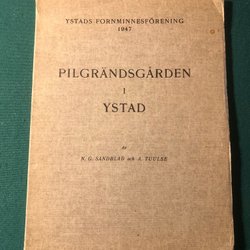 YSTADS FORNMINNESFÖRENING
1947
PILGRÄNDSGÅRDEN
I
YSTAD
AV
N. G. SANDBLAD och A. TUULSE